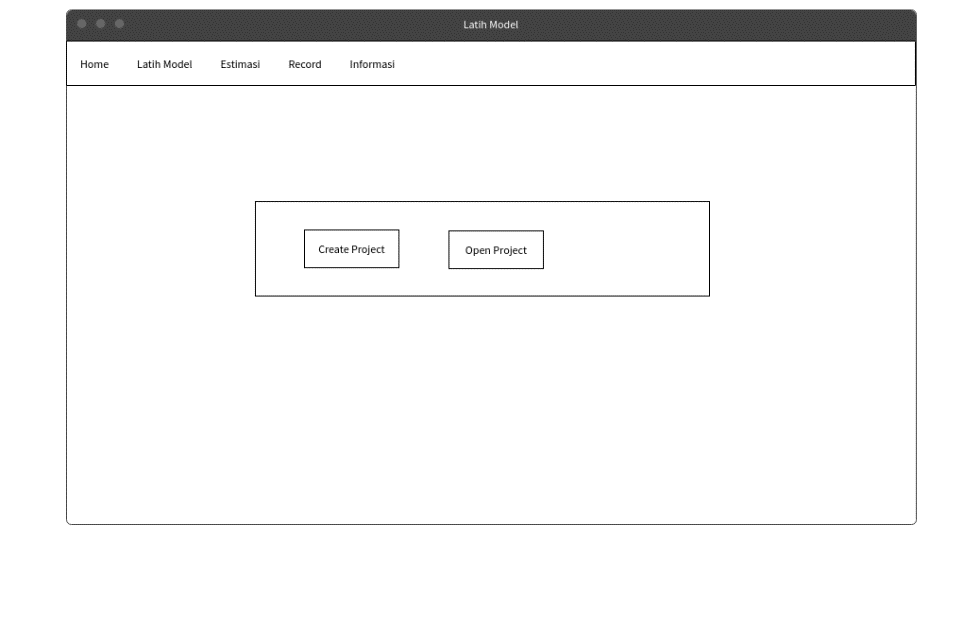 Latih Model
Home Latih Model Estimasi Record Informasi
Create Project Open Project